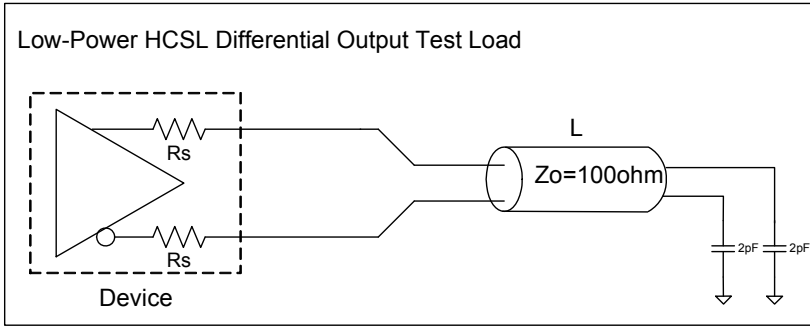 Low-Power HCSL Differential Output Test Load
L
Rs
Zo=100ohm
Rs
2pF
2pF
Device